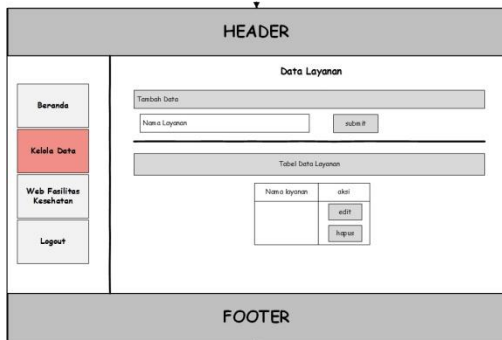 HEADER
Data Layanan
Beranda
Kelola Data
Web Fasilitas
Kesehatan
Logout
Tambah Data
Nama Layanan
submit
Tabel Data Layanan
Nama layanan
aksi
edit
hapus
FOOTER